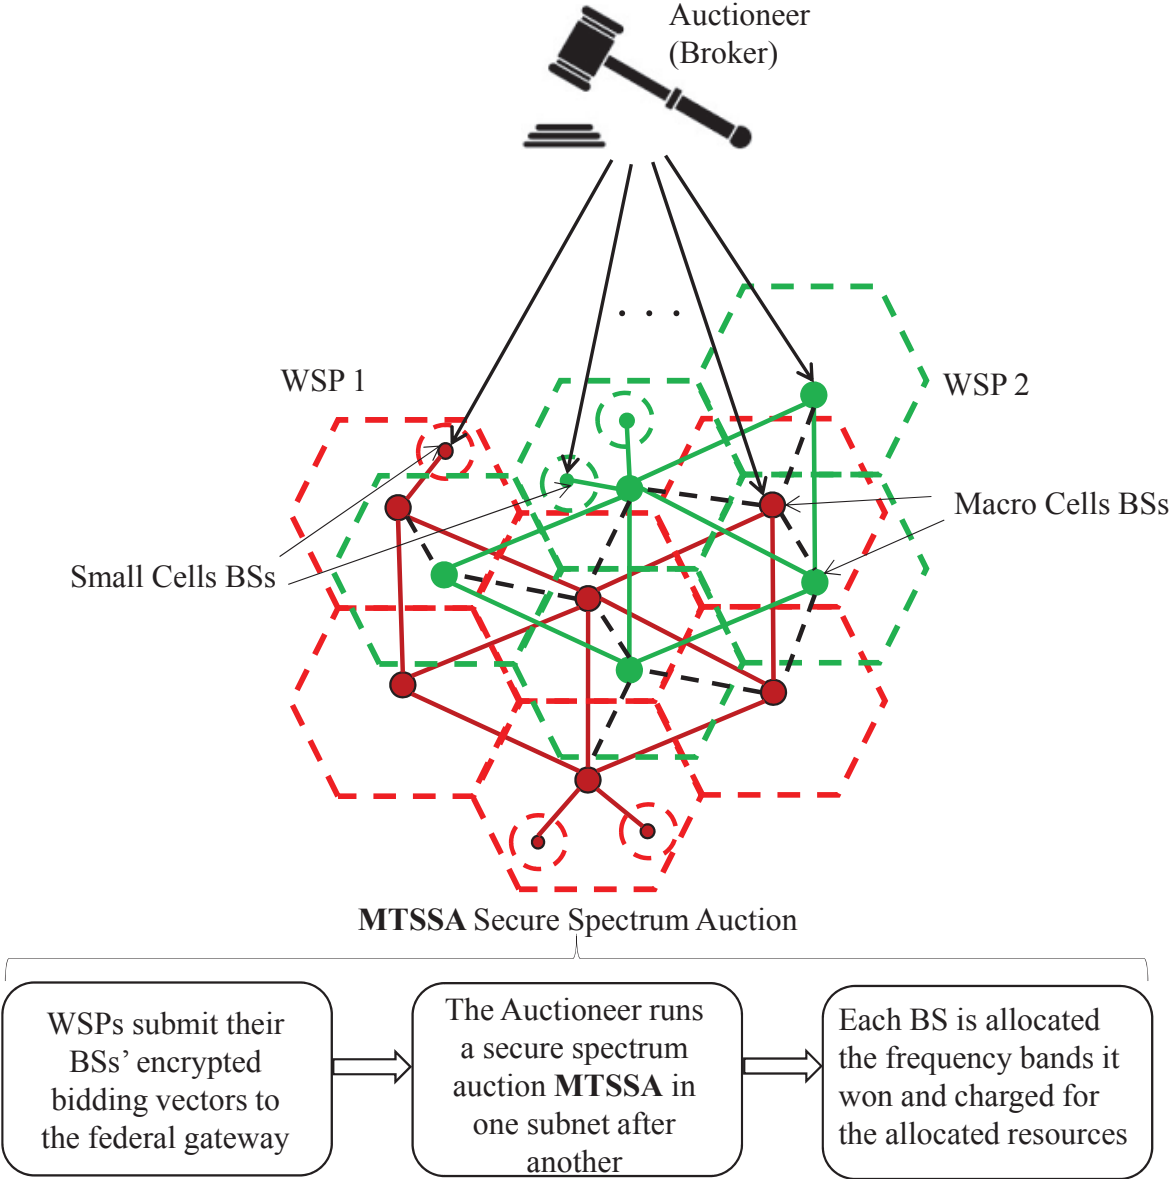 Auctioneer
(Broker)
. . .
WSP 1
WSP 2
Macro Cells BSs
Small Cells BSs
MTSSA Secure Spectrum Auction
WSPs submit their
BSs’ encrypted
bidding vectors to
the federal gateway
The Auctioneer runs
a secure spectrum
auction MTSSA in
one subnet after
another
Each BS is allocated
the frequency bands it
won and charged for
the allocated resources